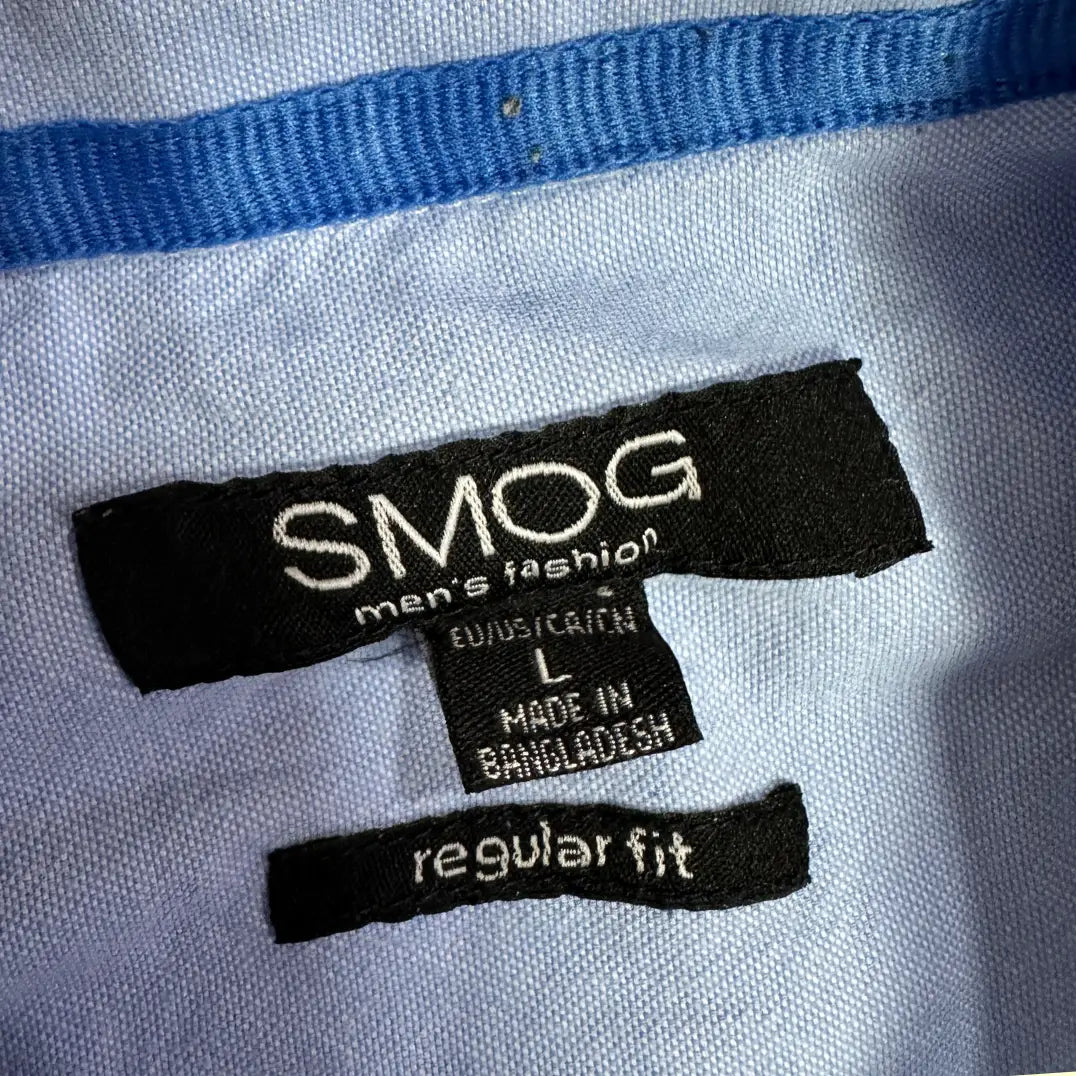 SMOG
men's fashion
EU/US/CA/CN
L
MADE IN
BANGLADESH
regular fit